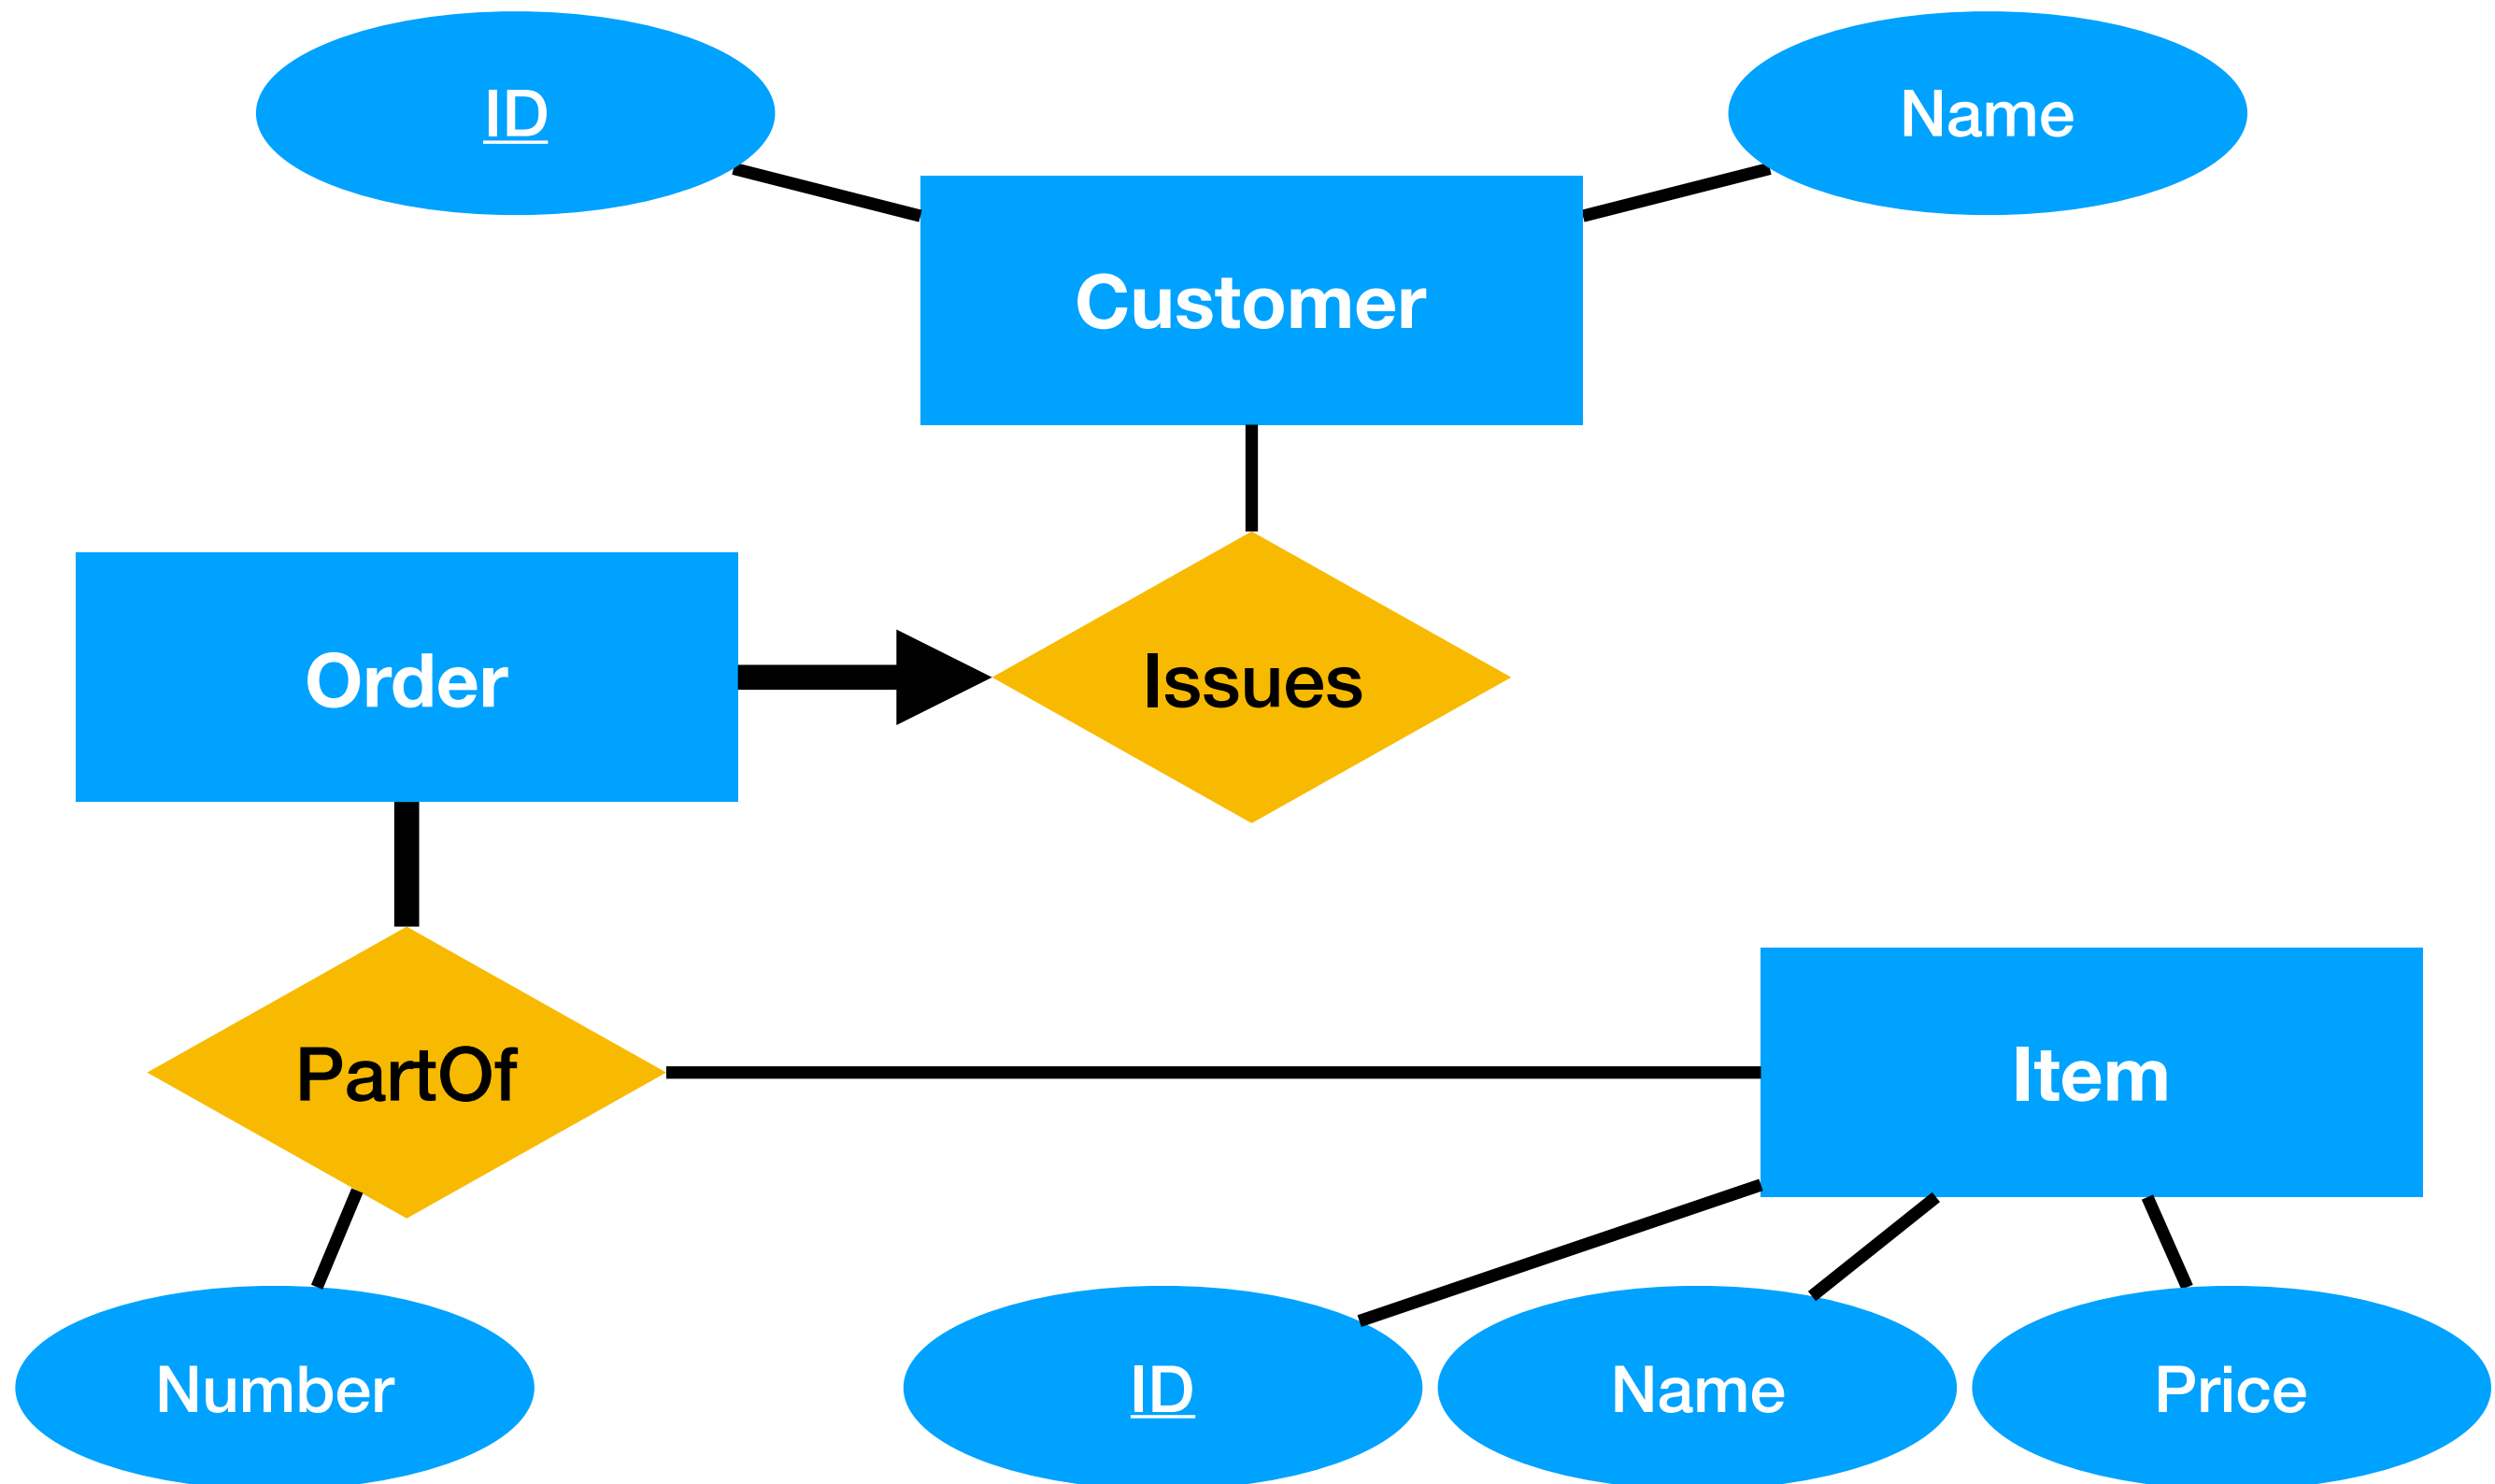 ID
Name
Customer
Order
Issues
PartOf
Item
Number
ID
Name
Price